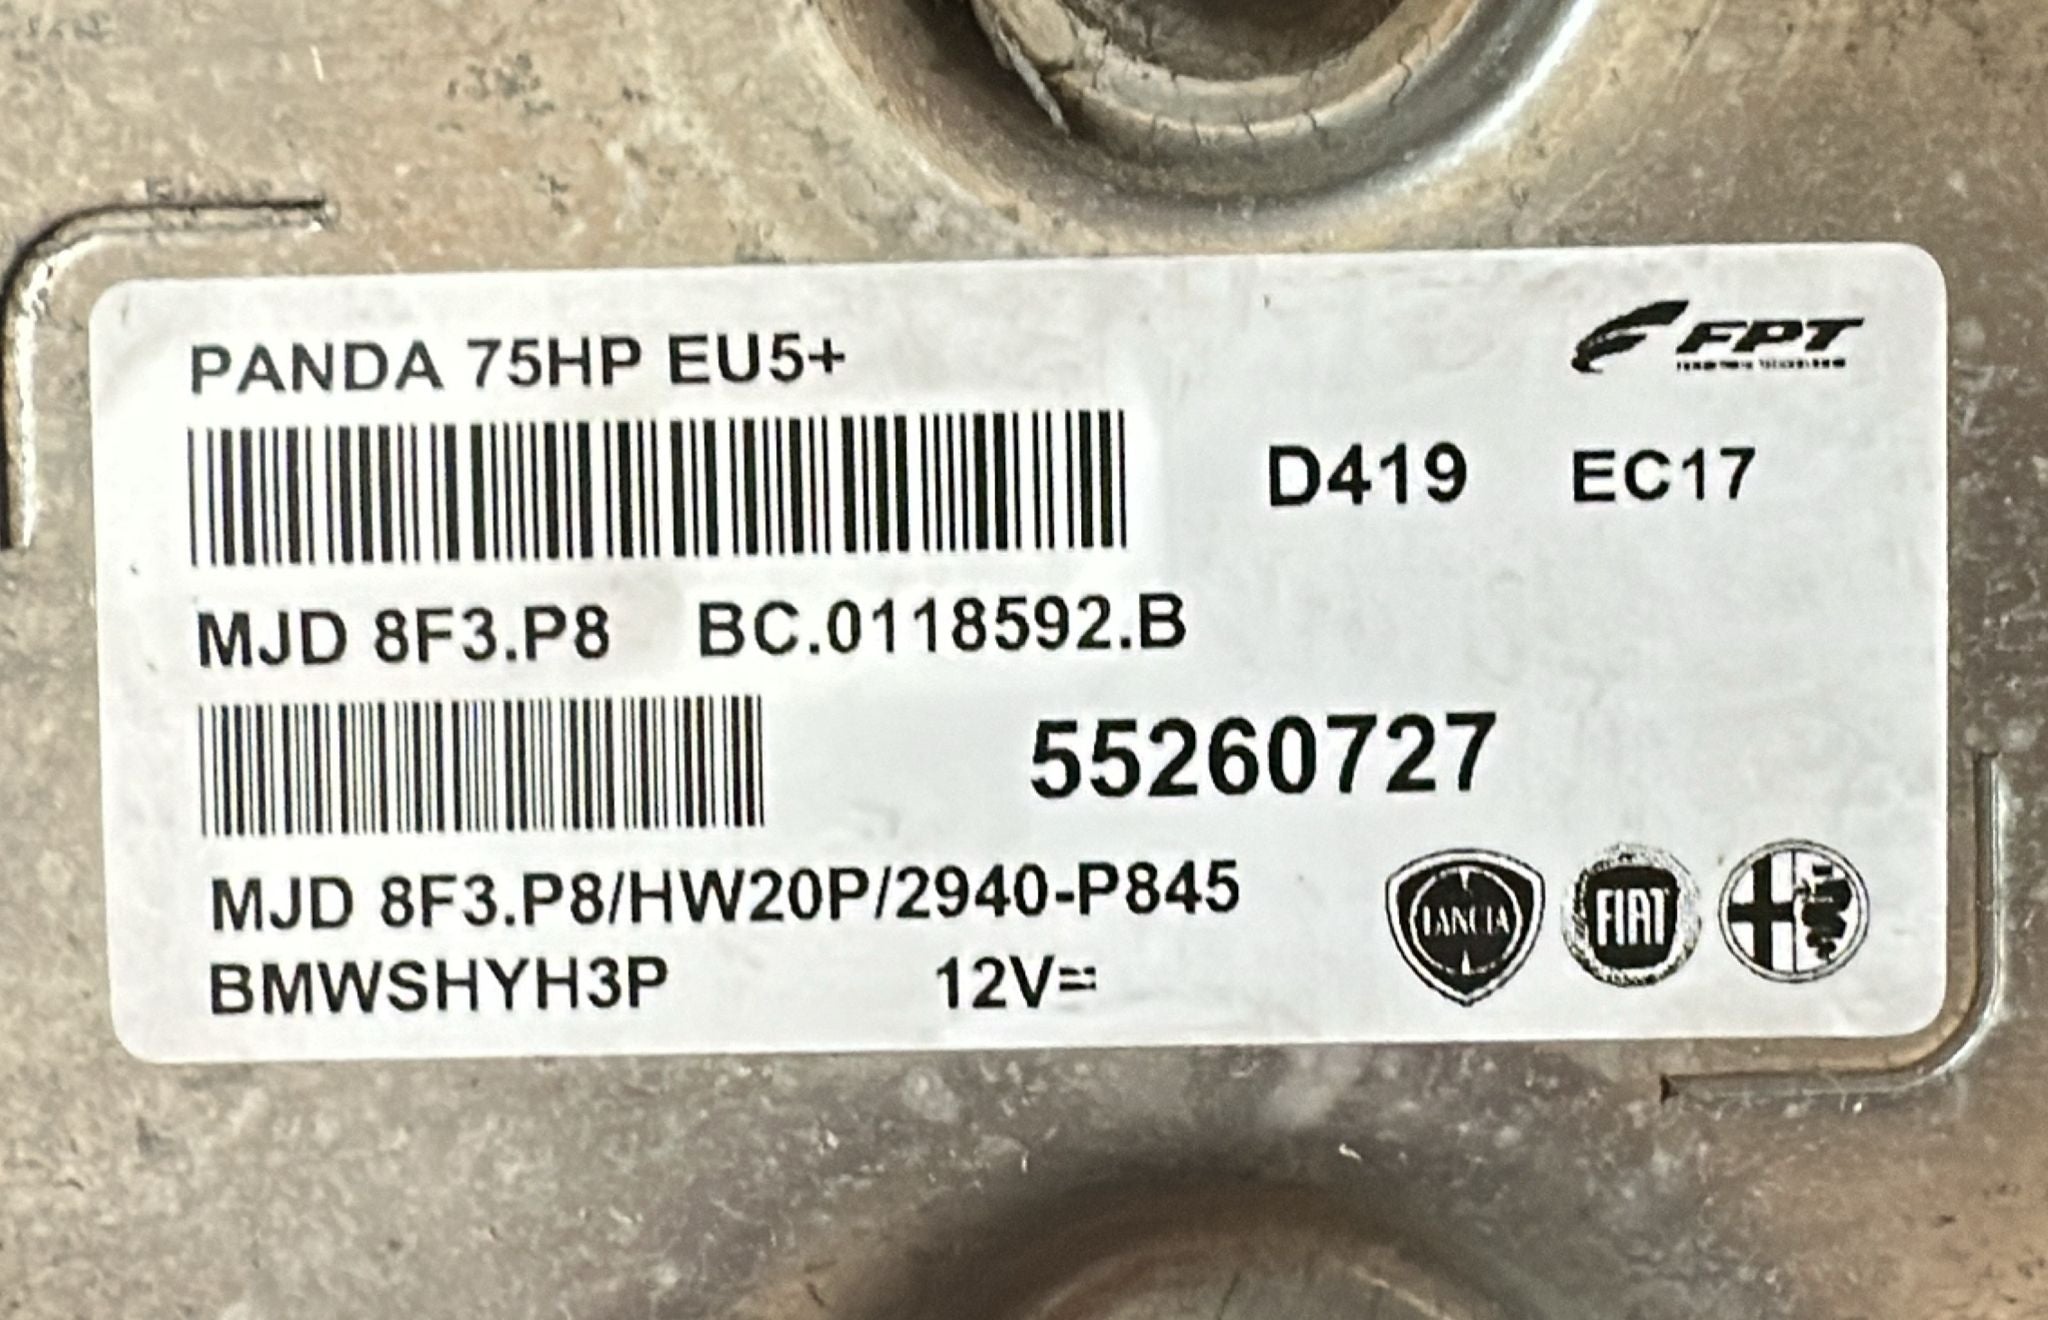 PANDA 75HP EU5+
FPT
D419 EC17
MJD 8F3.P8 BC.0118592.B
55260727
MJD 8F3.P8/HW20P/2940-P845
BMWSHYH3P 12V=
LANCIA FIAT